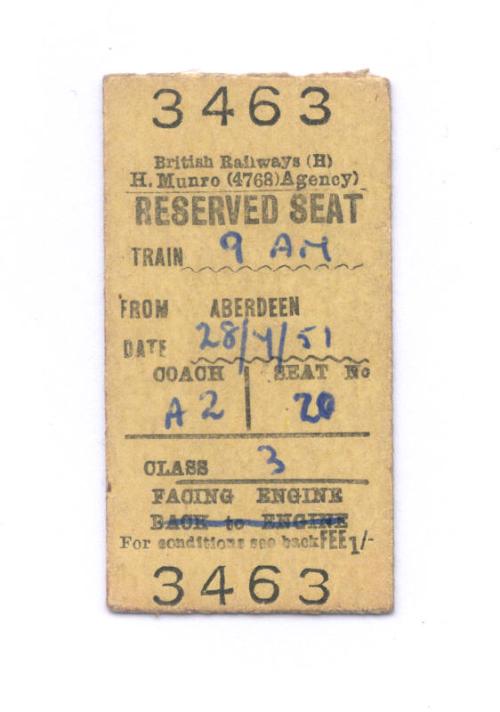 3463
British Railways (H)
H. Munro (4768) Agency)
RESERVED SEAT
TRAIN 9 AM
FROM ABERDEEN
DATE 28/4/51
COACH SEAT No
A2 20
CLASS 3
FACING ENGINE
BACK to ENGINE
For conditions see back FEE 1/-
3463